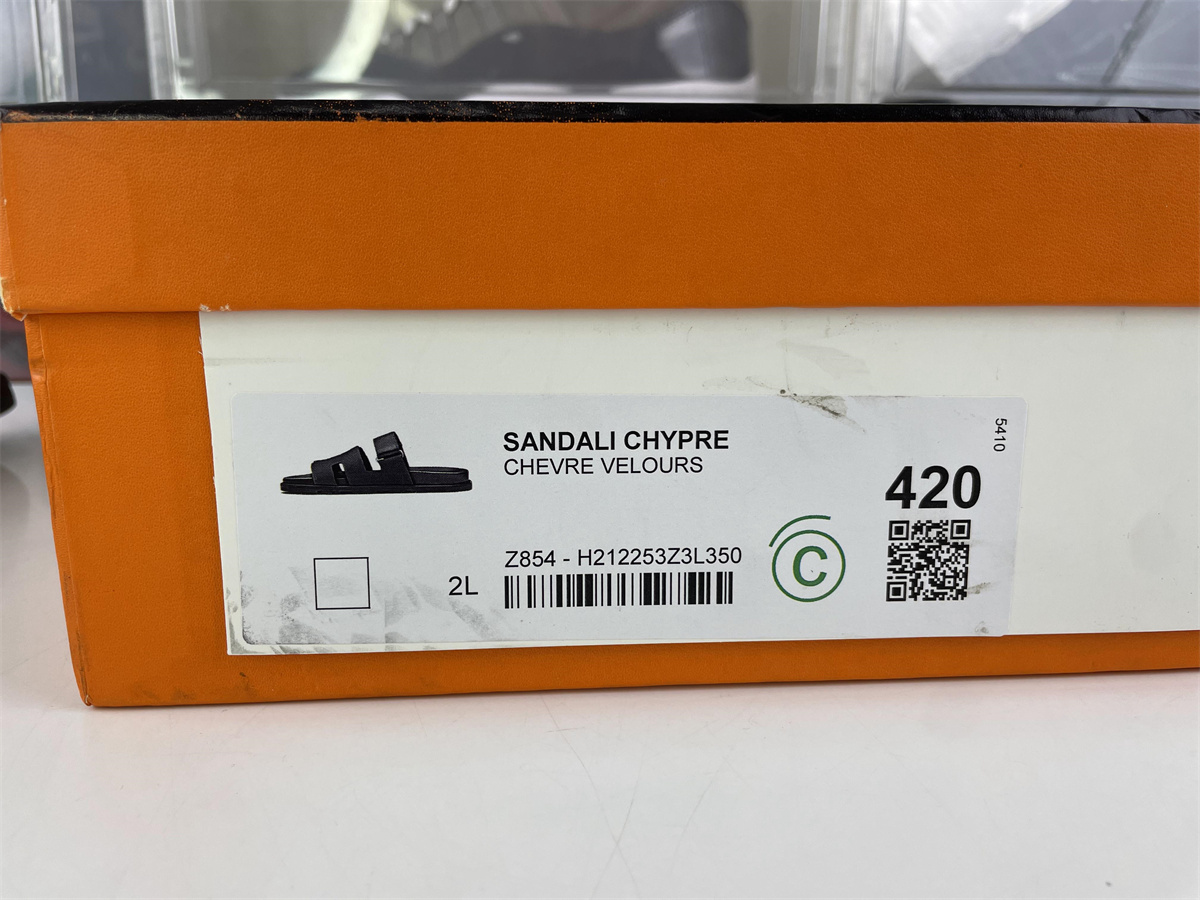 SANDALI CHYPRE
CHEVRE VELOURS
5410
420
Z854 - H212253Z3L350
2L
C